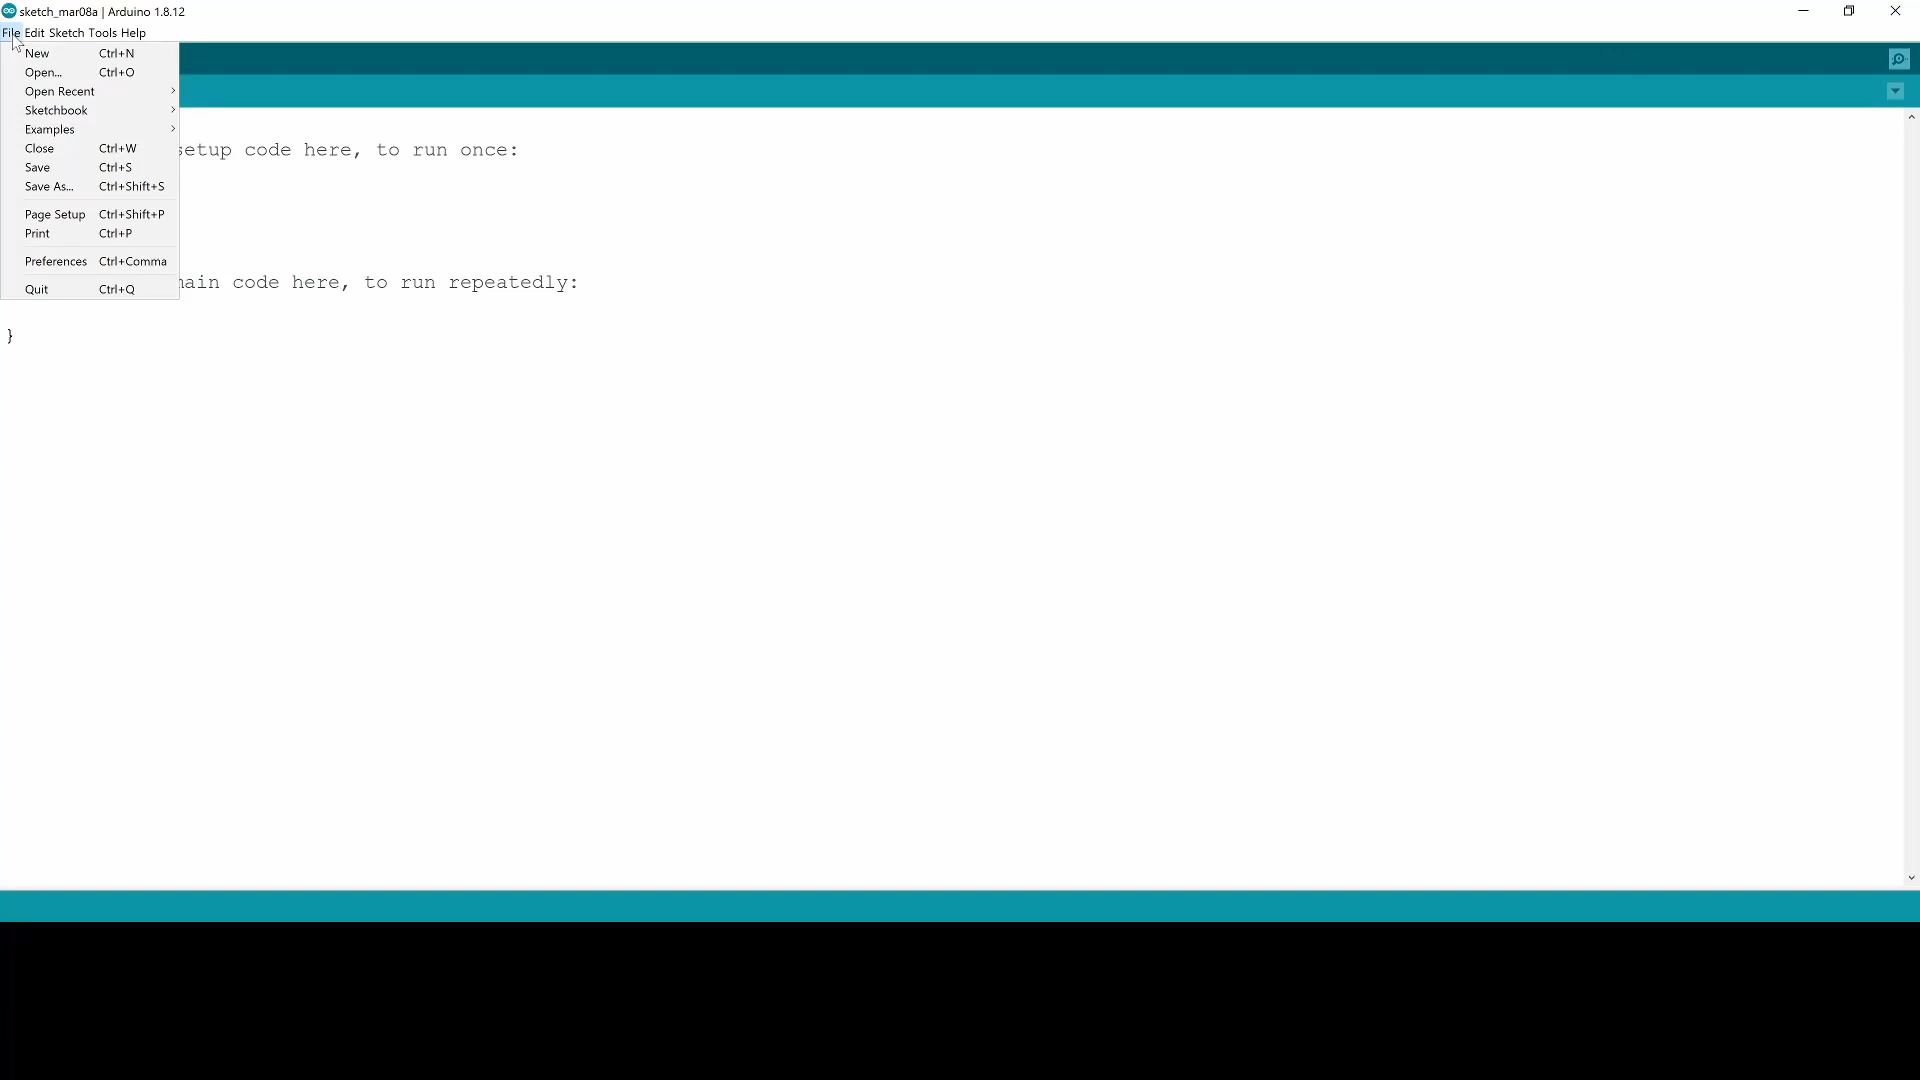 sketch_mar08a | Arduino 1.8.12
File Edit Sketch Tools Help
New Ctrl+N
Open... Ctrl+O
Open Recent
Sketchbook
Examples
Close Ctrl+W
setup code here, to run once:
Save Ctrl+S
Save As... Ctrl+Shift+S
Page Setup Ctrl+Shift+P
Print Ctrl+P
Preferences Ctrl+Comma
main code here, to run repeatedly:
Quit Ctrl+Q
}